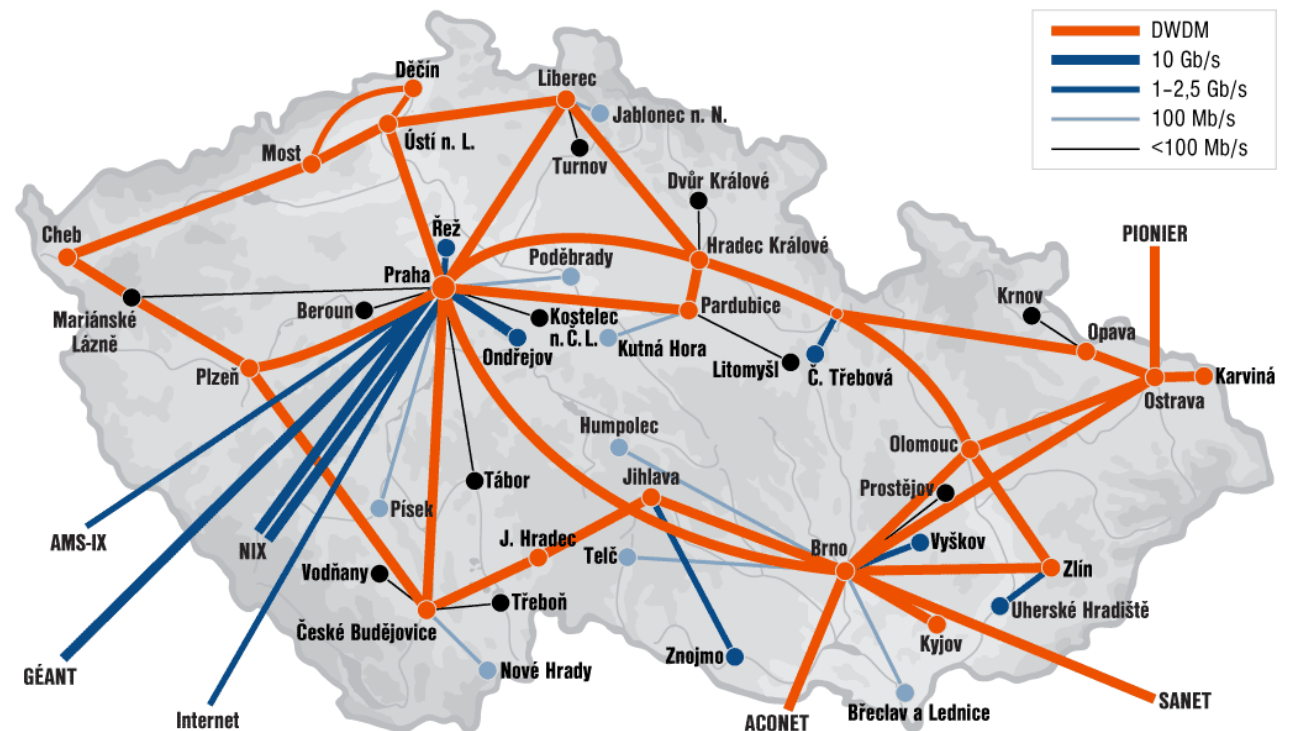 DWDM
10 Gb/s
1–2,5 Gb/s
100 Mb/s
<100 Mb/s
Děčín
Liberec
Jablonec n. N.
Ústí n. L.
Most
Turnov
Dvůr Králové
Cheb
Řež
Hradec Králové
PIONIER
Poděbrady
Praha
Mariánské
Lázně
Beroun
Kostelec
n. Č. L.
Pardubice
Krnov
Opava
Ondřejov
Kutná Hora
Litomyšl
Č. Třebová
Plzeň
Karviná
Ostrava
Humpolec
Olomouc
Jihlava
Tábor
Prostějov
Písek
AMS-IX
NIX
J. Hradec
Telč
Brno
Vyškov
Vodňany
Zlín
Třeboň
Uherské Hradiště
České Budějovice
Kyjov
GÉANT
Nové Hrady
Znojmo
Internet
ACONET
Břeclav a Lednice
SANET